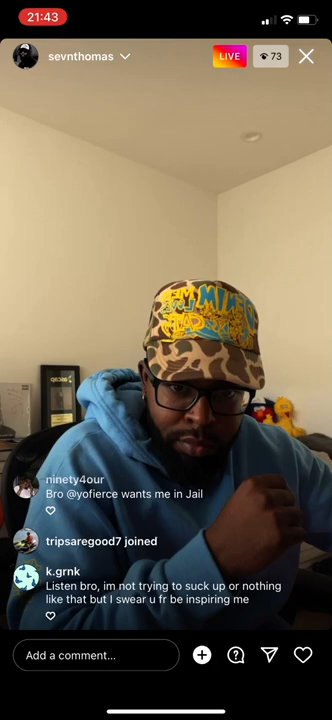 21:43
sevnthomas
LIVE
73
ascap
ninety4our
Bro @yofierce wants me in Jail
tripsaregood7 joined
k.grnk
Listen bro, im not trying to suck up or nothing
like that but I swear u fr be inspiring me
Add a comment...